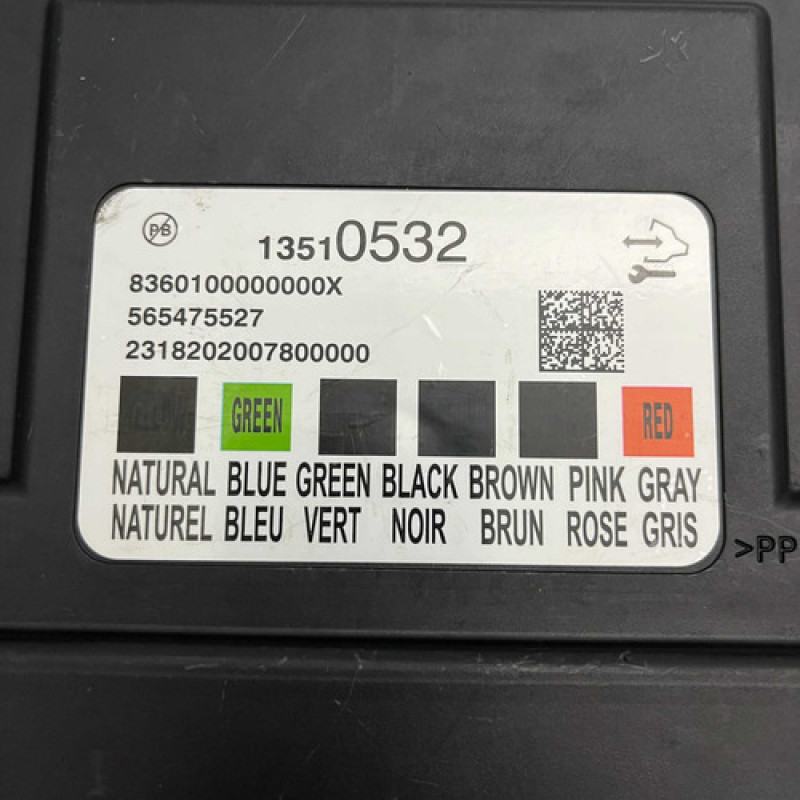 PB
13510532
8360100000000X
565475527
2318202007800000
GREEN RED
NATURAL BLUE GREEN BLACK BROWN PINK GRAY
NATUREL BLEU VERT NOIR BRUN ROSE GRIS
>PP